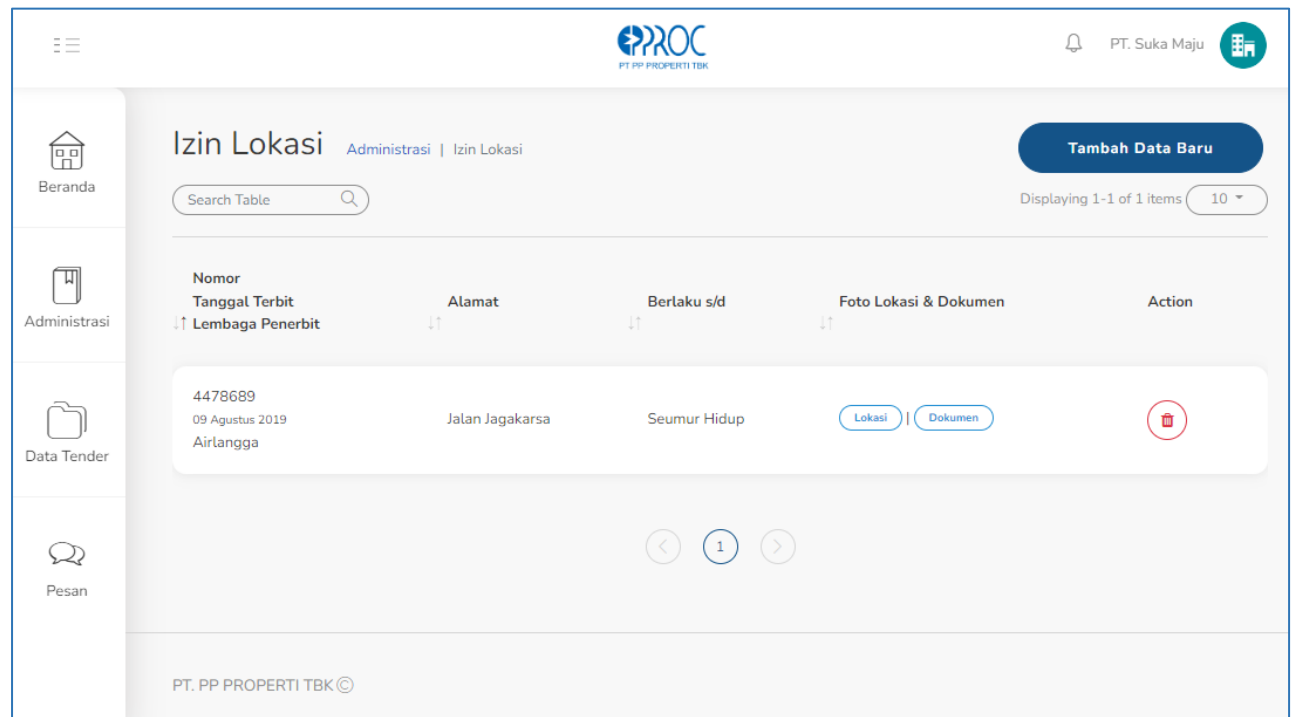 EPROC
PT PP PROPERTI TBK
PT. Suka Maju
Beranda
Administrasi
Data Tender
Pesan
Izin Lokasi Administrasi | Izin Lokasi
Tambah Data Baru
Search Table
Displaying 1-1 of 1 items 10
Nomor
Tanggal Terbit
Lembaga Penerbit
Alamat
Berlaku s/d
Foto Lokasi & Dokumen
Action
4478689
09 Agustus 2019
Airlangga
Jalan Jagakarsa
Seumur Hidup
Lokasi | Dokumen
1
PT. PP PROPERTI TBK ©